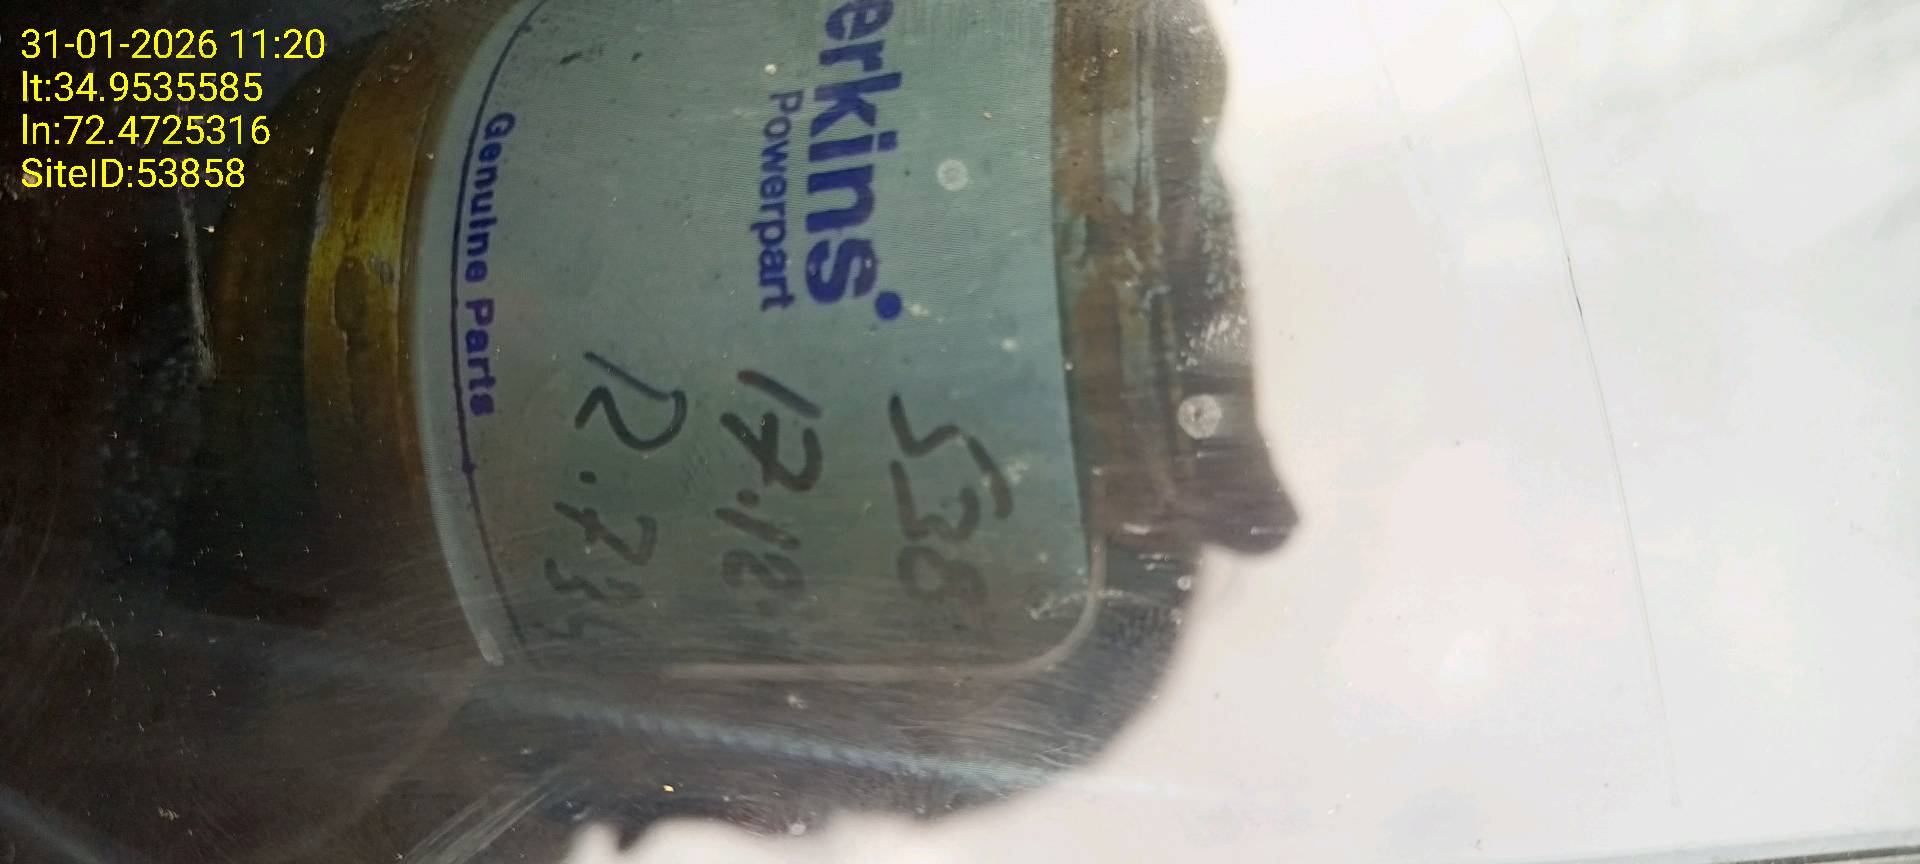 31-01-2026 11:20
lt:34.9535585
ln:72.4725316
SiteID:53858
erkins
Powerpart
Genuine Parts
538
17.12